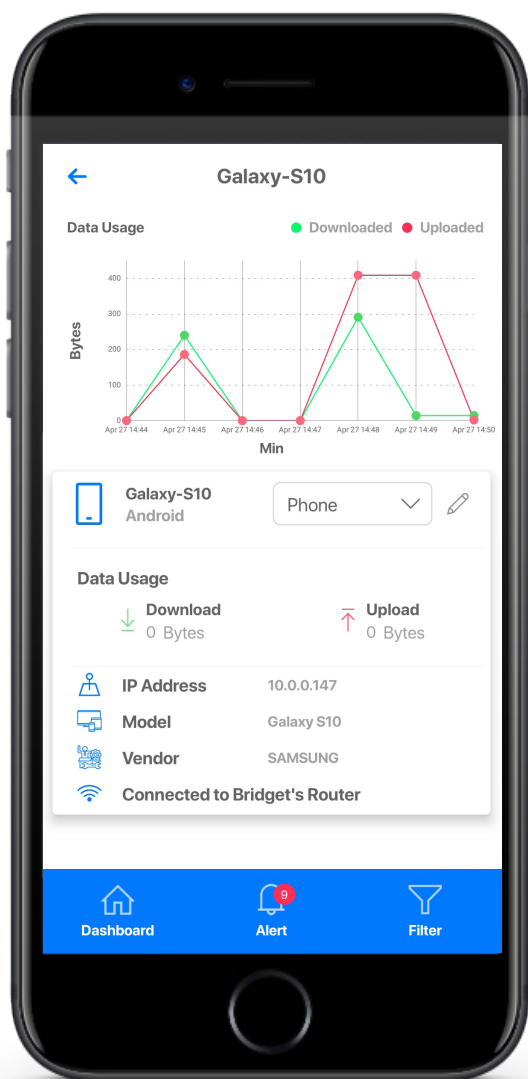 Galaxy-S10
Data Usage
Downloaded Uploaded
Bytes
400
300
200
100
0
Apr 27 14:44 Apr 27 14:45 Apr 27 14:46 Apr 27 14:47 Apr 27 14:48 Apr 27 14:49 Apr 27 14:50
Min
Galaxy-S10
Android
Phone
Data Usage
Download
0 Bytes
Upload
0 Bytes
IP Address 10.0.0.147
Model Galaxy S10
Vendor SAMSUNG
Connected to Bridget's Router
9
Dashboard Alert Filter